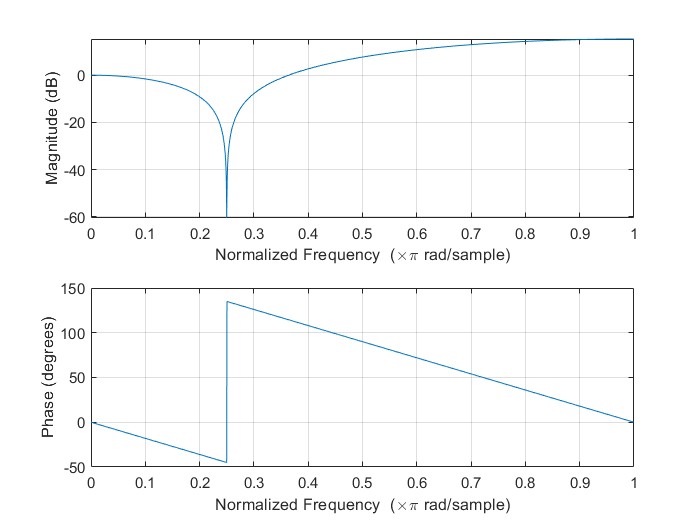 0
-20
-40
-60
Magnitude (dB)
0 0.1 0.2 0.3 0.4 0.5 0.6 0.7 0.8 0.9 1
Normalized Frequency (×π rad/sample)
150
100
50
0
-50
Phase (degrees)
0 0.1 0.2 0.3 0.4 0.5 0.6 0.7 0.8 0.9 1
Normalized Frequency (×π rad/sample)